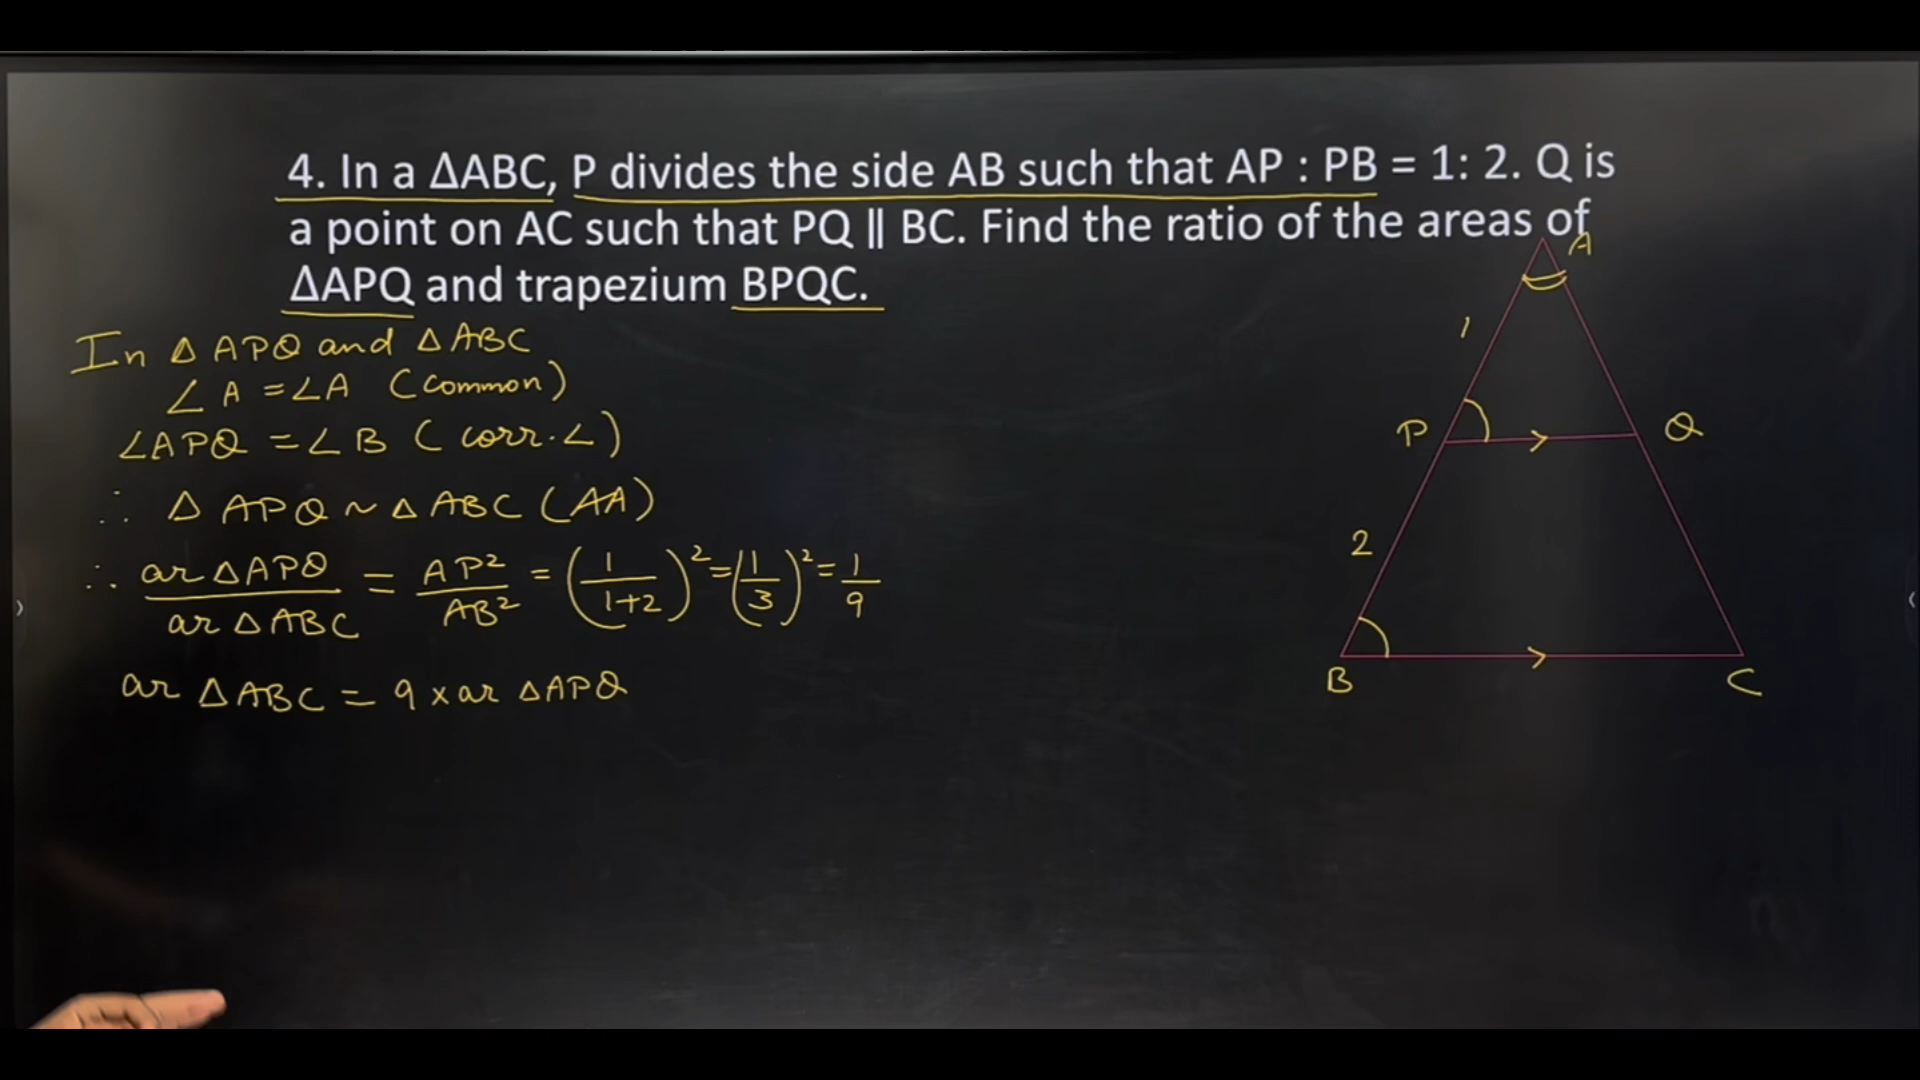 4. In a ΔABC, P divides the side AB such that AP : PB = 1: 2. Q is
a point on AC such that PQ ∥ BC. Find the ratio of the areas of
ΔAPQ and trapezium BPQC.
In Δ APQ and Δ ABC
∠ A = ∠A (common)
∠APQ = ∠ B ( corr. ∠ )
∴ Δ APQ ~ Δ ABC (AA)
∴ ar Δ APQ / ar Δ ABC = AP² / AB² = (1 / 1+2)² = (1/3)² = 1/9
ar Δ ABC = 9 × ar Δ APQ
A
1
P
Q
2
B
C